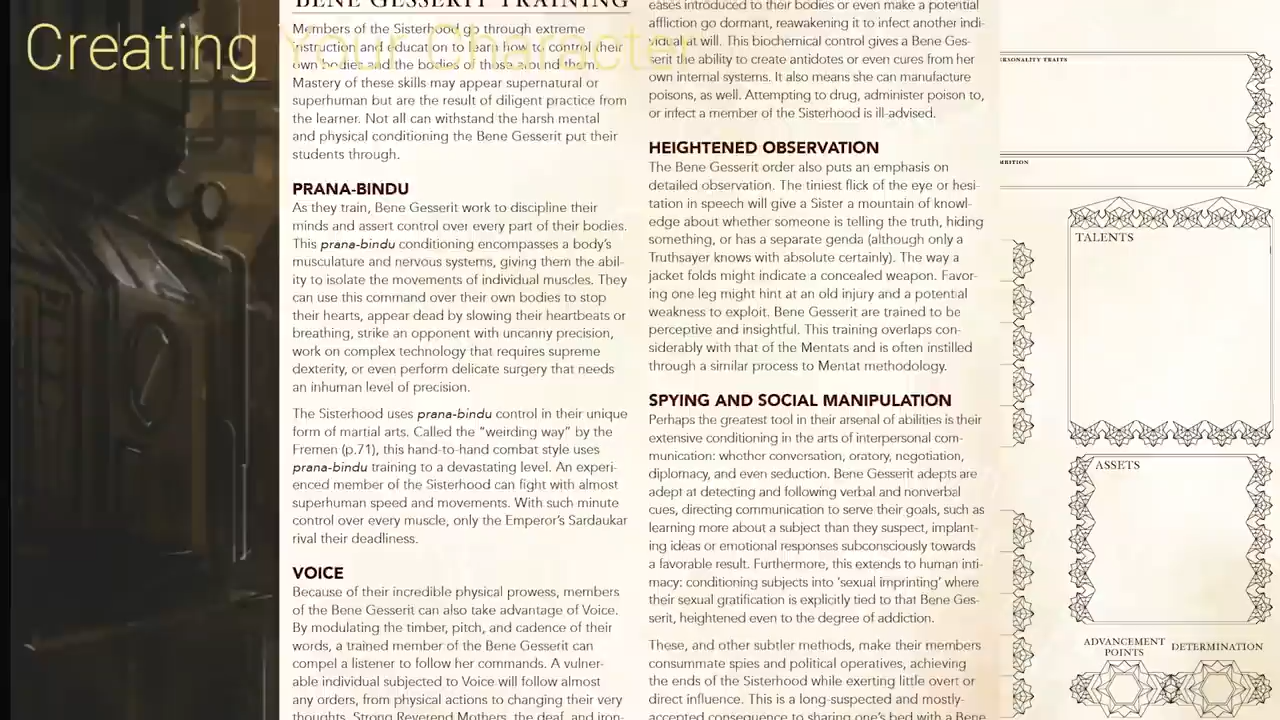 Creating Your Character
BENE GESSERIT TRAINING
Members of the Sisterhood go through extreme
instruction and education to learn how to control their
own bodies and the bodies of those around them.
Mastery of these skills may appear supernatural or
superhuman but are the result of diligent practice from
the learner. Not all can withstand the harsh mental
and physical conditioning the Bene Gesserit put their
students through.
PRANA-BINDU
As they train, Bene Gesserit work to discipline their
minds and assert control over every part of their bodies.
This prana-bindu conditioning encompasses a body’s
musculature and nervous systems, giving them the abil-
ity to isolate the movements of individual muscles. They
can use this command over their own bodies to stop
their hearts, appear dead by slowing their heartbeats or
breathing, strike an opponent with uncanny precision,
work on complex technology that requires supreme
dexterity, or even perform delicate surgery that needs
an inhuman level of precision.
The Sisterhood uses prana-bindu control in their unique
form of martial arts. Called the “weirding way” by the
Fremen (p.71), this hand-to-hand combat style uses
prana-bindu training to a devastating level. An experi-
enced member of the Sisterhood can fight with almost
superhuman speed and movements. With such minute
control over every muscle, only the Emperor’s Sardaukar
rival their deadliness.
VOICE
Because of their incredible physical prowess, members
of the Bene Gesserit can also take advantage of Voice.
By modulating the timber, pitch, and cadence of their
words, a trained member of the Bene Gesserit can
compel a listener to follow her commands. A vulner-
able individual subjected to Voice will follow almost
any orders, from physical actions to changing their very
thoughts. Strong Reverend Mothers, the deaf, and iron-
eases introduced to their bodies or even make a potential
affliction go dormant, reawakening it to infect another indi-
vidual at will. This biochemical control gives a Bene Ges-
serit the ability to create antidotes or even cures from her
own internal systems. It also means she can manufacture
poisons, as well. Attempting to drug, administer poison to,
or infect a member of the Sisterhood is ill-advised.
HEIGHTENED OBSERVATION
The Bene Gesserit order also puts an emphasis on
detailed observation. The tiniest flick of the eye or hesi-
tation in speech will give a Sister a mountain of knowl-
edge about whether someone is telling the truth, hiding
something, or has a separate genda (although only a
Truthsayer knows with absolute certainly). The way a
jacket folds might indicate a concealed weapon. Favor-
ing one leg might hint at an old injury and a potential
weakness to exploit. Bene Gesserit are trained to be
perceptive and insightful. This training overlaps con-
siderably with that of the Mentats and is often instilled
through a similar process to Mentat methodology.
SPYING AND SOCIAL MANIPULATION
Perhaps the greatest tool in their arsenal of abilities is their
extensive conditioning in the arts of interpersonal com-
munication: whether conversation, oratory, negotiation,
diplomacy, and even seduction. Bene Gesserit adepts are
adept at detecting and following verbal and nonverbal
cues, directing communication to serve their goals, such as
learning more about a subject than they suspect, implant-
ing ideas or emotional responses subconsciously towards
a favorable result. Furthermore, this extends to human inti-
macy: conditioning subjects into ‘sexual imprinting’ where
their sexual gratification is explicitly tied to that Bene Ges-
serit, heightened even to the degree of addiction.
These, and other subtler methods, make their members
consummate spies and political operatives, achieving
the ends of the Sisterhood while exerting little overt or
direct influence. This is a long-suspected and mostly-
accepted consequence to sharing one’s bed with a Bene
ERSONALITY TRAITS
MBITION
TALENTS
ASSETS
ADVANCEMENT
POINTS
DETERMINATION